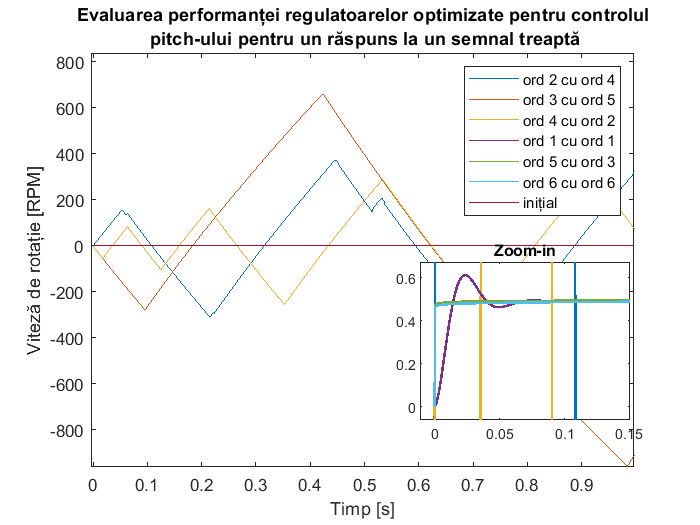 Evaluarea performanței regulatoarelor optimizate pentru controlul
pitch-ului pentru un răspuns la un semnal treaptă
800
600
400
200
0
-200
-400
-600
-800
Viteză de rotație [RPM]
ord 2 cu ord 4
ord 3 cu ord 5
ord 4 cu ord 2
ord 1 cu ord 1
ord 5 cu ord 3
ord 6 cu ord 6
inițial
Zoom-in
0.6
0.4
0.2
0
0 0.05 0.1 0.15
0 0.1 0.2 0.3 0.4 0.5 0.6 0.7 0.8 0.9
Timp [s]